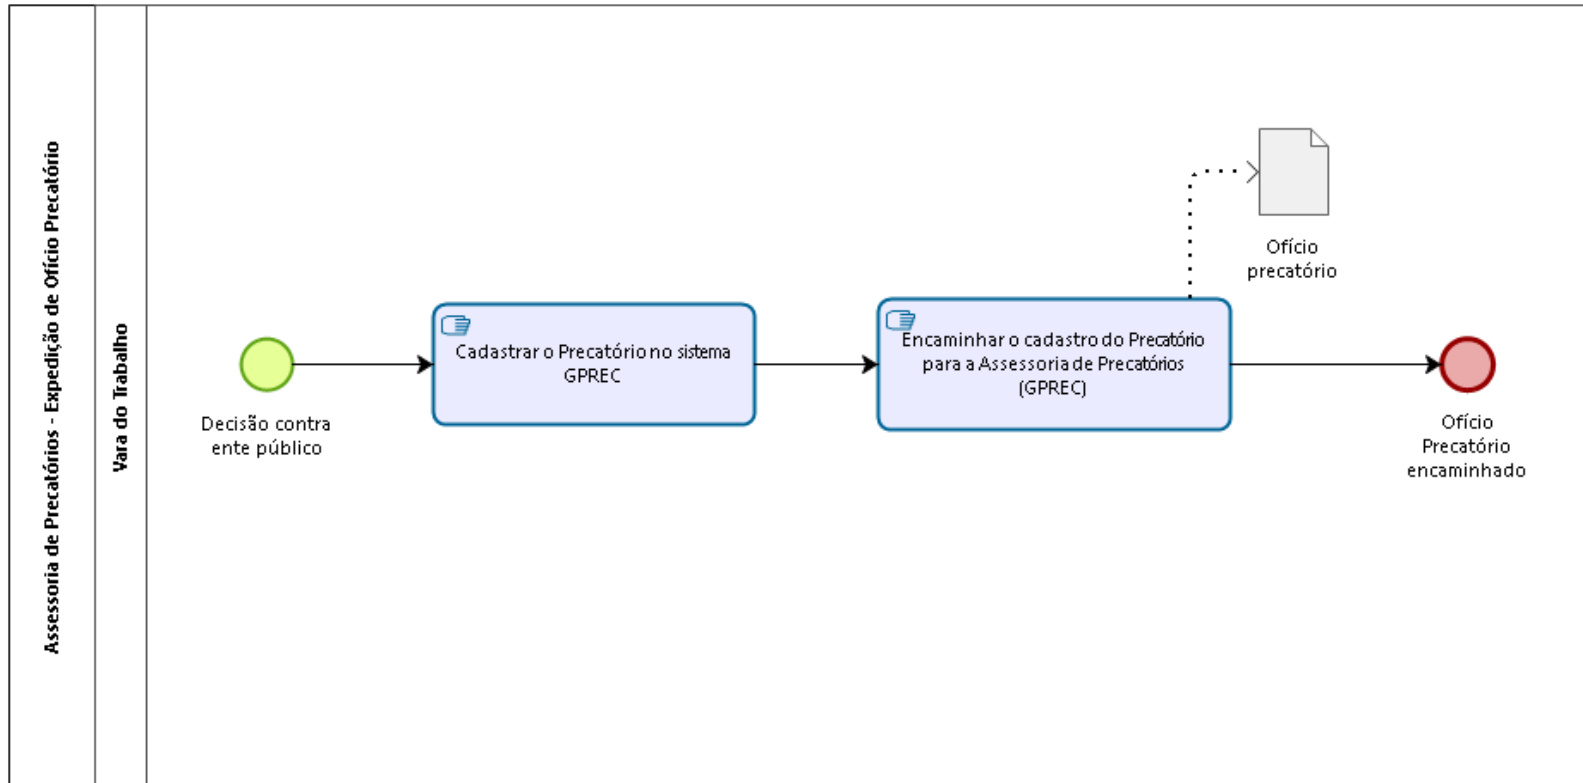 Assessoria de Precatórios - Expedição de Ofício Precatório
Vara do Trabalho
Decisão contra
ente público
Cadastrar o Precatório no sistema
GPREC
Encaminhar o cadastro do Precatório
para a Assessoria de Precatórios
(GPREC)
Ofício
precatório
Ofício
Precatório
encaminhado